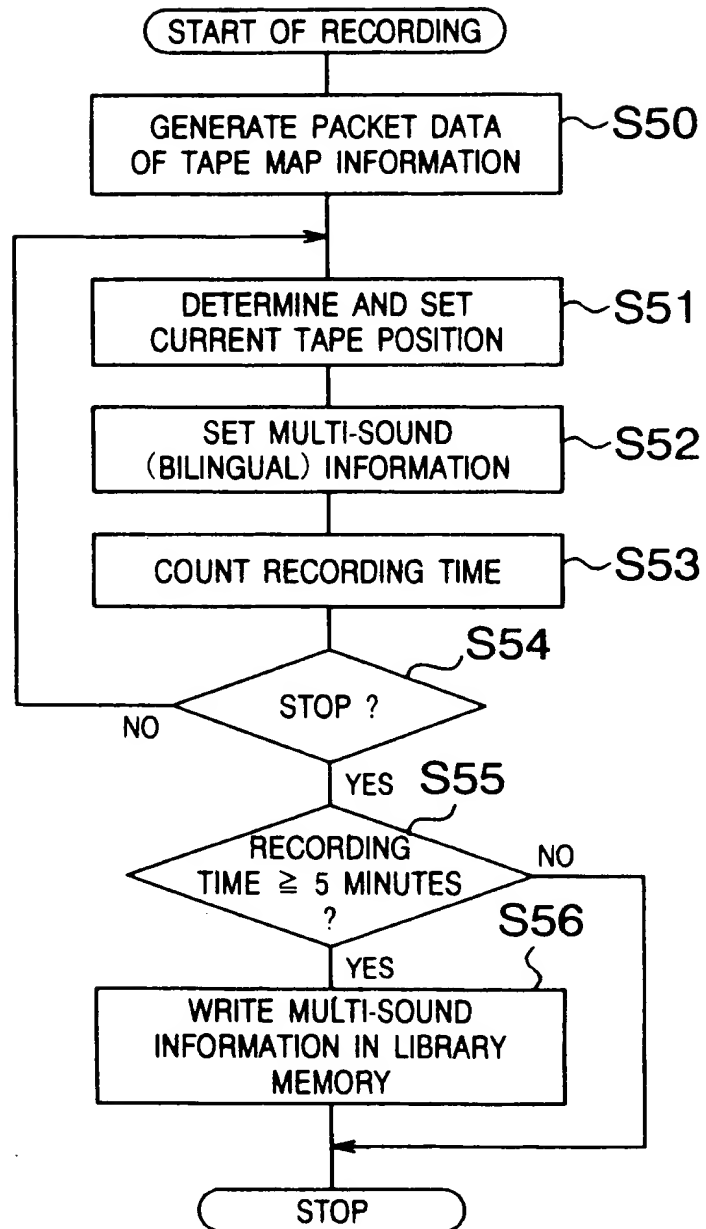 START OF RECORDING
GENERATE PACKET DATA
OF TAPE MAP INFORMATION
S50
DETERMINE AND SET
CURRENT TAPE POSITION
S51
SET MULTI-SOUND
(BILINGUAL) INFORMATION
S52
COUNT RECORDING TIME
S53
S54
STOP ?
NO
YES
S55
RECORDING
TIME ≧ 5 MINUTES
?
NO
S56
YES
WRITE MULTI-SOUND
INFORMATION IN LIBRARY
MEMORY
STOP